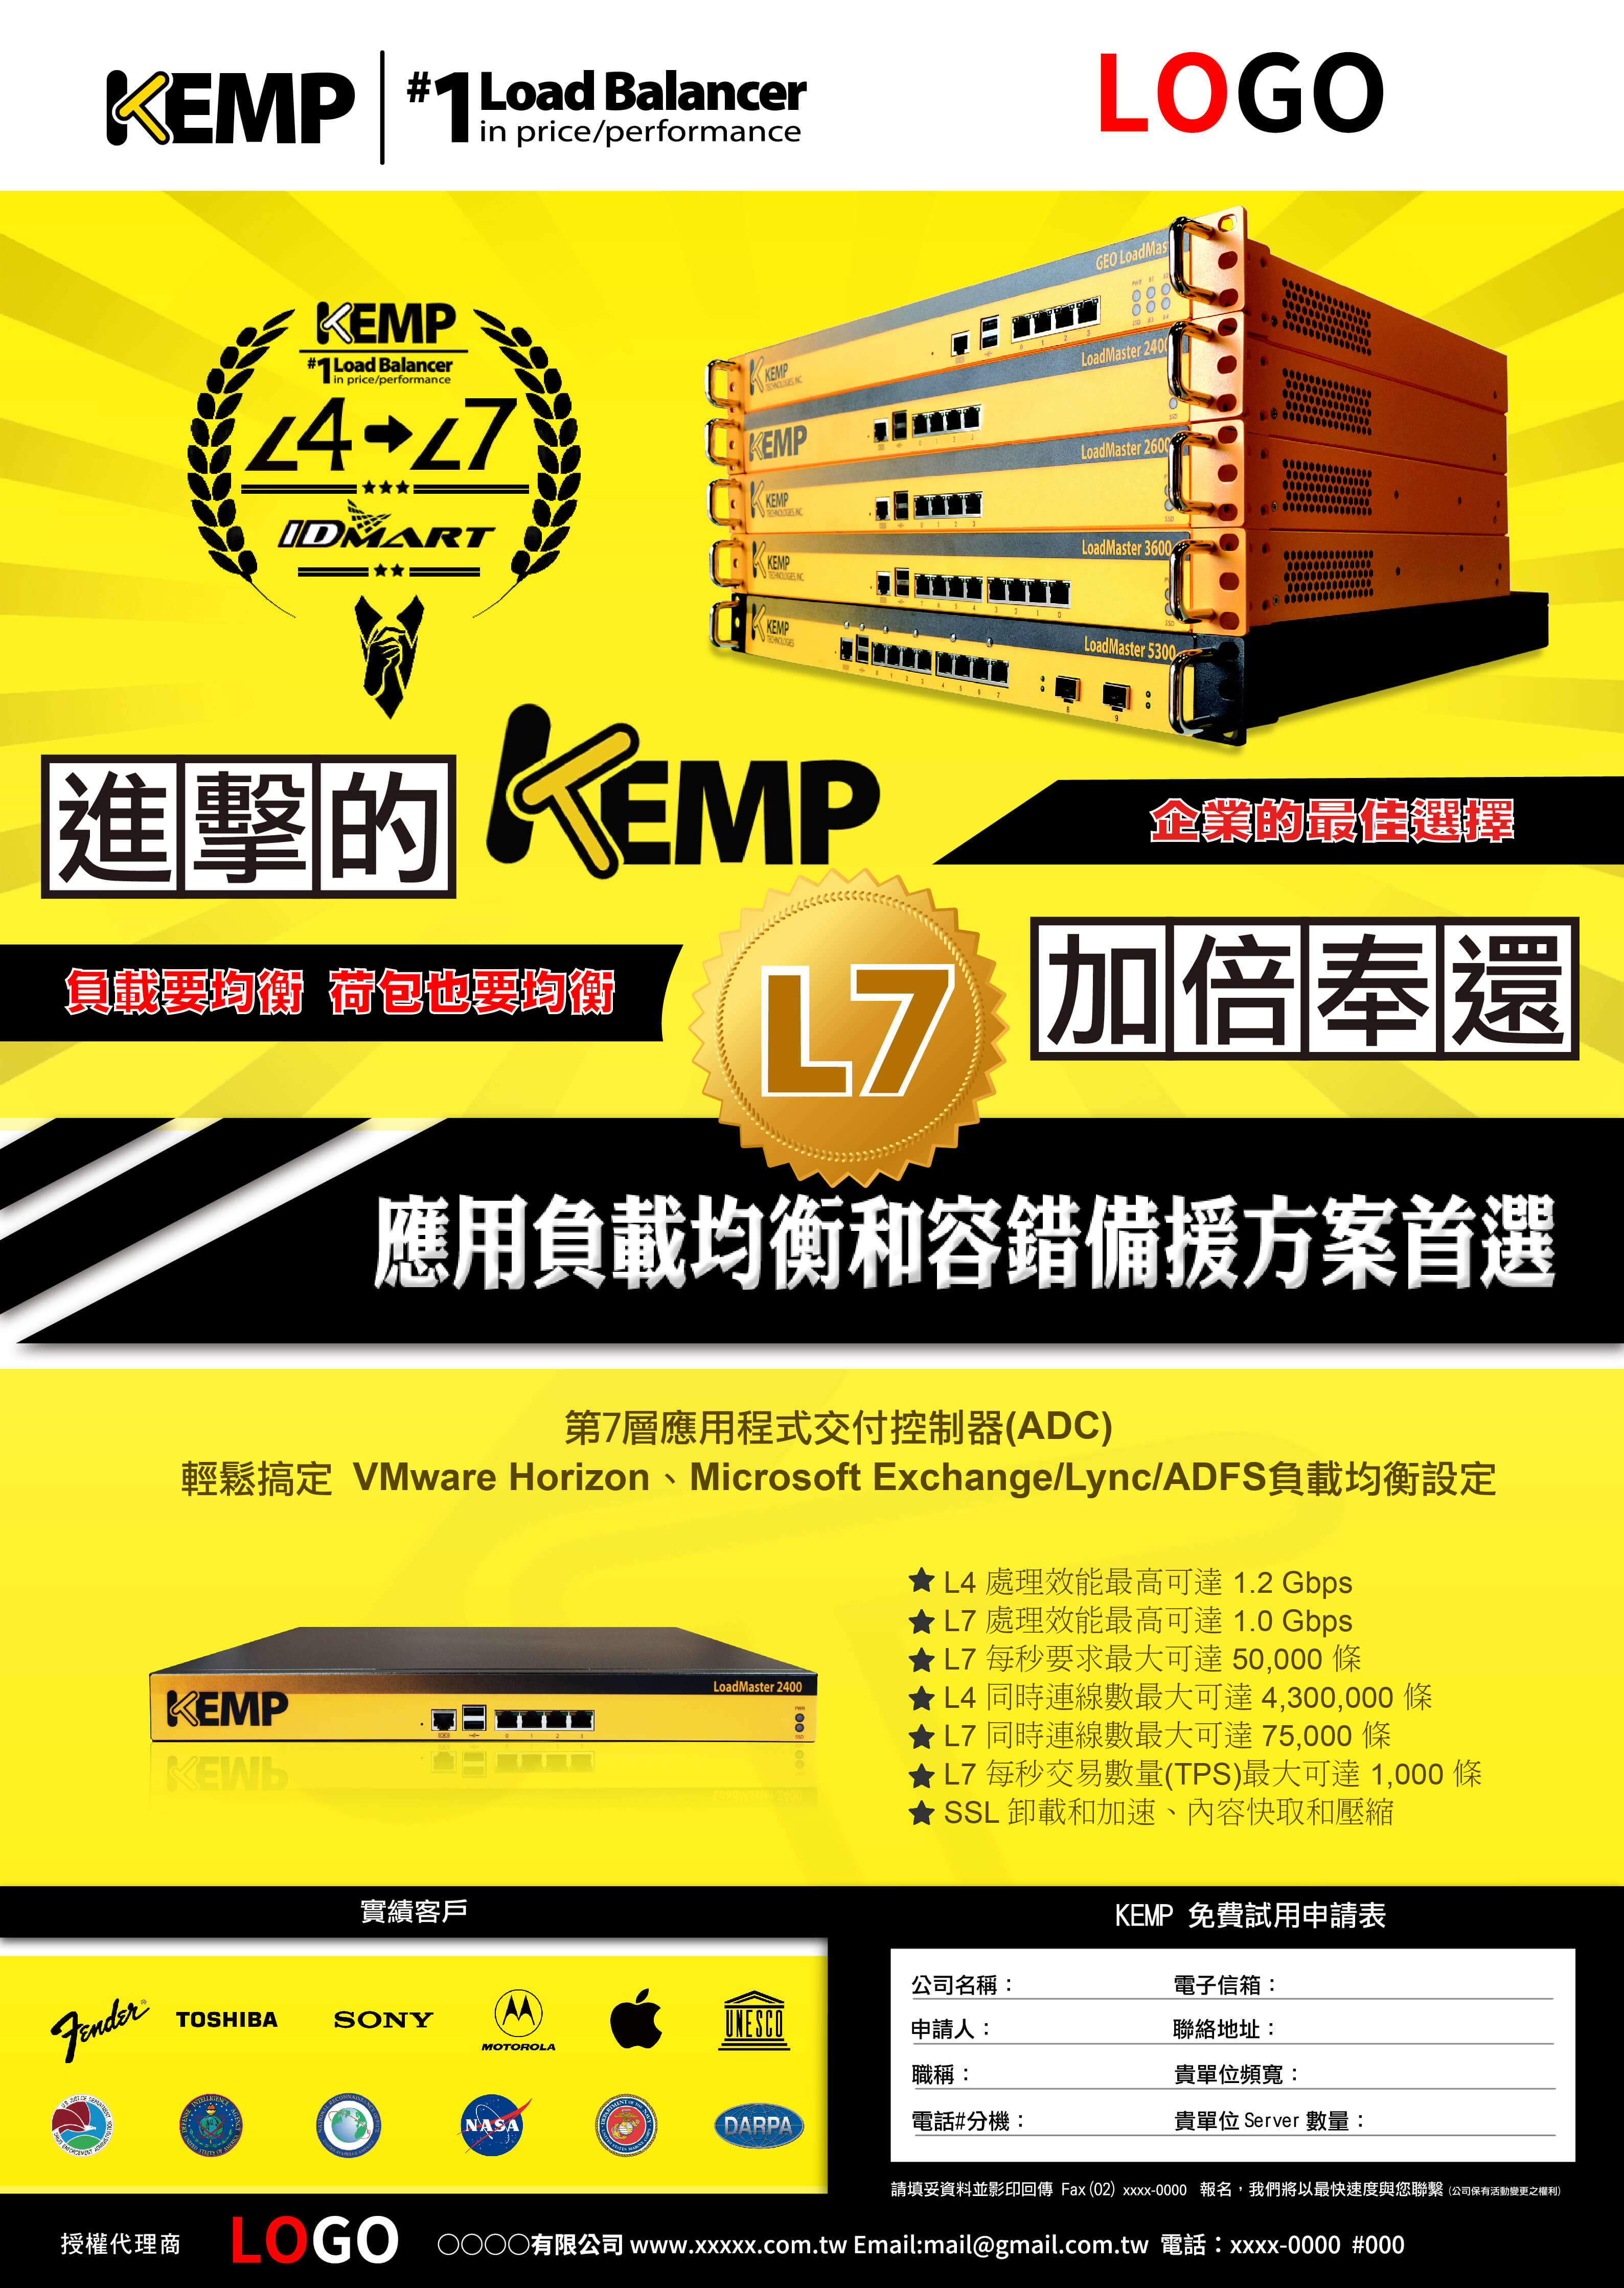 KEMP
#1 Load Balancer
in price/performance
LOGO
KEMP
#1 Load Balancer
in price/performance
L4 L7
IDMART
GEO LoadMas
KEMP
TECHNOLOGIES, INC.
LoadMaster 2400
KEMP
LoadMaster 2600
KEMP
TECHNOLOGIES, INC.
LoadMaster 3600
KEMP
TECHNOLOGIES, INC.
LoadMaster 5300
KEMP
TECHNOLOGIES
進擊的
KEMP
企業的最佳選擇
負載要均衡 荷包也要均衡
L7
加倍奉還
應用負載均衡和容錯備援方案首選
第7層應用程式交付控制器(ADC)
輕鬆搞定 VMware Horizon、Microsoft Exchange/Lync/ADFS負載均衡設定
★ L4 處理效能最高可達 1.2 Gbps
★ L7 處理效能最高可達 1.0 Gbps
★ L7 每秒要求最大可達 50,000 條
★ L4 同時連線數最大可達 4,300,000 條
★ L7 同時連線數最大可達 75,000 條
★ L7 每秒交易數量(TPS)最大可達 1,000 條
★ SSL 卸載和加速、內容快取和壓縮
LoadMaster 2400
KEMP
實績客戶
Fender
TOSHIBA
SONY
MOTOROLA
UNESCO
NASA
DARPA
KEMP 免費試用申請表
公司名稱： 電子信箱：
申請人： 聯絡地址：
職稱： 貴單位頻寬：
電話#分機： 貴單位 Server 數量：
請填妥資料並影印回傳 Fax(02) xxxx-0000 報名，我們將以最快速度與您聯繫 (公司保有活動變更之權利)
授權代理商
LOGO
○○○○有限公司 www.xxxxx.com.tw Email:mail@gmail.com.tw 電話：xxxx-0000 #000